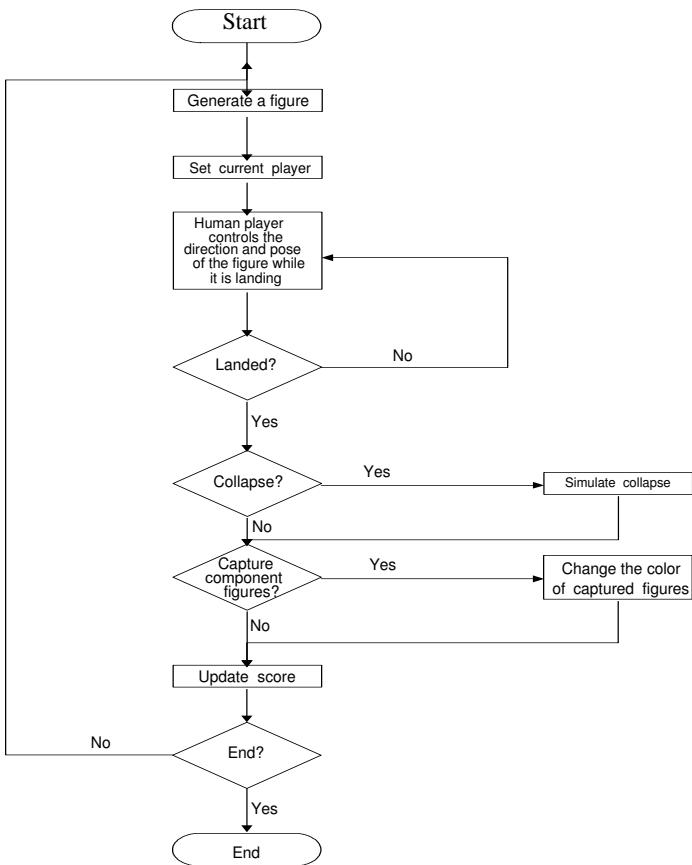 Start
Generate a figure
Set current player
Human player
controls the
direction and pose
of the figure while
it is landing
Landed?
No
Yes
Collapse?
Yes
Simulate collapse
No
Capture
component
figures?
Yes
Change the color
of captured figures
No
Update score
End?
No
Yes
End